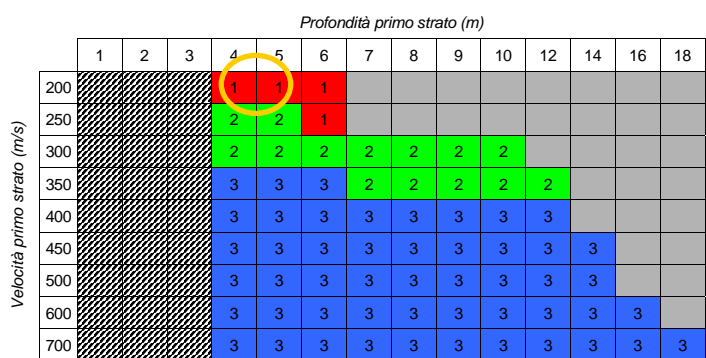 Profondità primo strato (m)
1 2 3 4 5 6 7 8 9 10 12 14 16 18
Velocità primo strato (m/s)
200 1 1 1
250 2 2 1
300 2 2 2 2 2 2 2
350 3 3 3 2 2 2 2 2
400 3 3 3 3 3 3 3 3
450 3 3 3 3 3 3 3 3 3
500 3 3 3 3 3 3 3 3 3
600 3 3 3 3 3 3 3 3 3 3
700 3 3 3 3 3 3 3 3 3 3 3